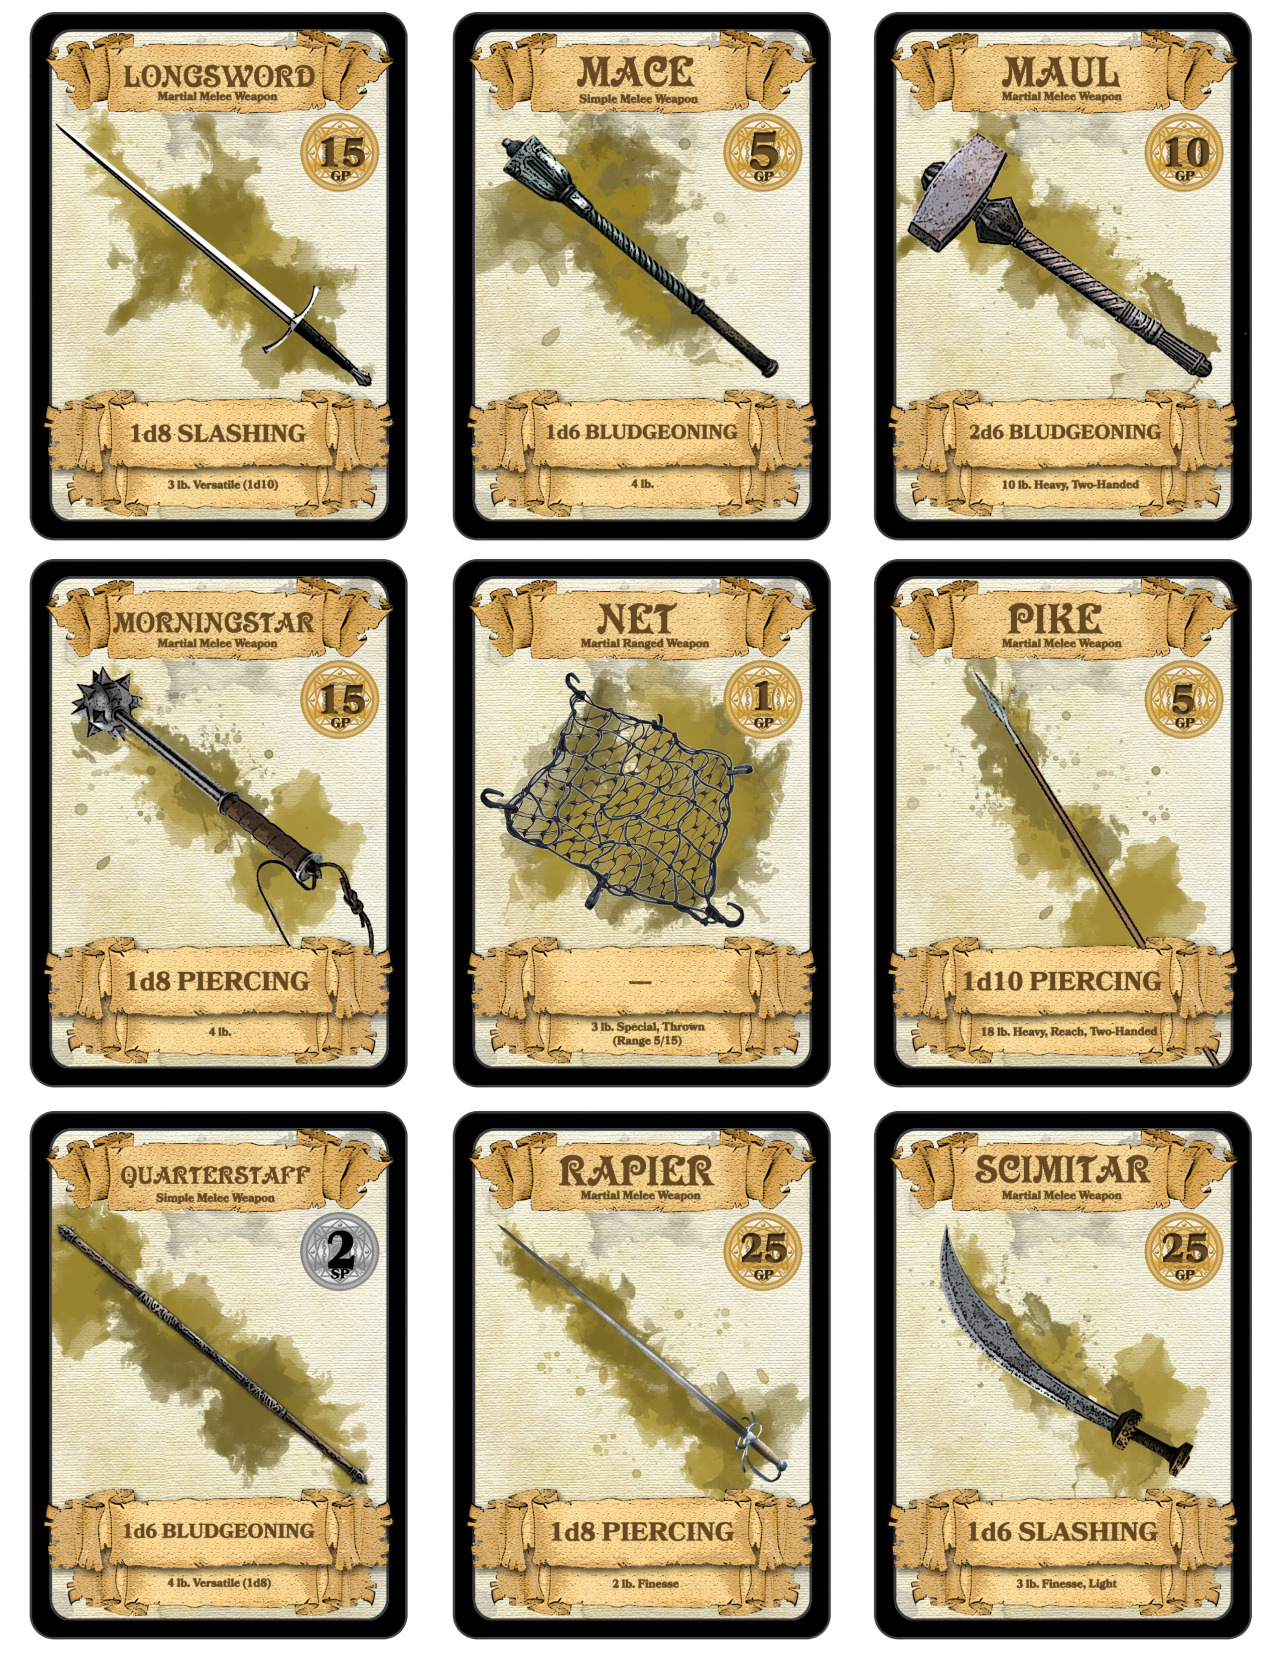 LONGSWORD
Martial Melee Weapon
15
GP
1d8 SLASHING
3 lb. Versatile (1d10)
MACE
Simple Melee Weapon
5
GP
1d6 BLUDGEONING
4 lb.
MAUL
Martial Melee Weapon
10
GP
2d6 BLUDGEONING
10 lb. Heavy, Two-Handed
MORNINGSTAR
Martial Melee Weapon
15
GP
1d8 PIERCING
4 lb.
NET
Martial Ranged Weapon
1
GP
—
3 lb. Special, Thrown
(Range 5/15)
PIKE
Martial Melee Weapon
5
GP
1d10 PIERCING
18 lb. Heavy, Reach, Two-Handed
QUARTERSTAFF
Simple Melee Weapon
2
SP
1d6 BLUDGEONING
4 lb. Versatile (1d8)
RAPIER
Martial Melee Weapon
25
GP
1d8 PIERCING
2 lb. Finesse
SCIMITAR
Martial Melee Weapon
25
GP
1d6 SLASHING
3 lb. Finesse, Light